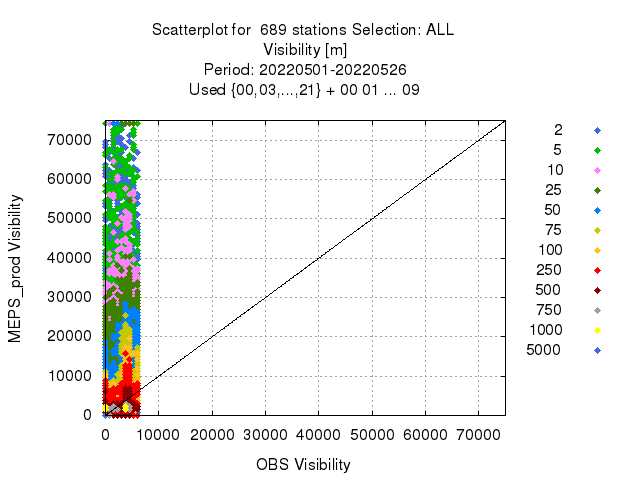 Scatterplot for  689 stations Selection: ALL
Visibility [m]
Period: 20220501-20220526
Used {00,03,...,21} + 00 01 ... 09
MEPS_prod Visibility
70000
60000
50000
40000
30000
20000
10000
0
0 10000 20000 30000 40000 50000 60000 70000
OBS Visibility
2
5
10
25
50
75
100
250
500
750
1000
5000